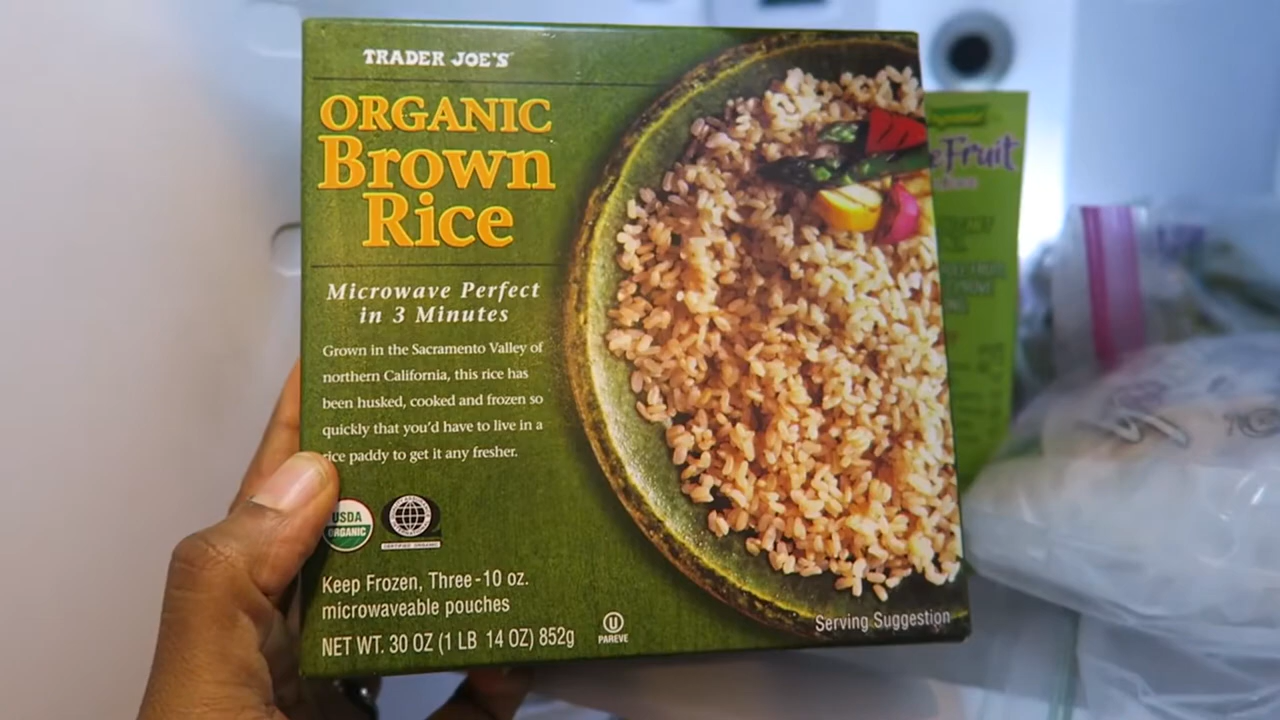 TRADER JOE'S
ORGANIC
Brown
Rice
Microwave Perfect
in 3 Minutes
Grown in the Sacramento Valley of
northern California, this rice has
been husked, cooked and frozen so
quickly that you'd have to live in a
rice paddy to get it any fresher.
USDA
ORGANIC
CERTIFIED ORGANIC
Keep Frozen, Three-10 oz.
microwaveable pouches
NET WT. 30 OZ (1 LB 14 OZ) 852g
U
PAREVE
Serving Suggestion
eFruit